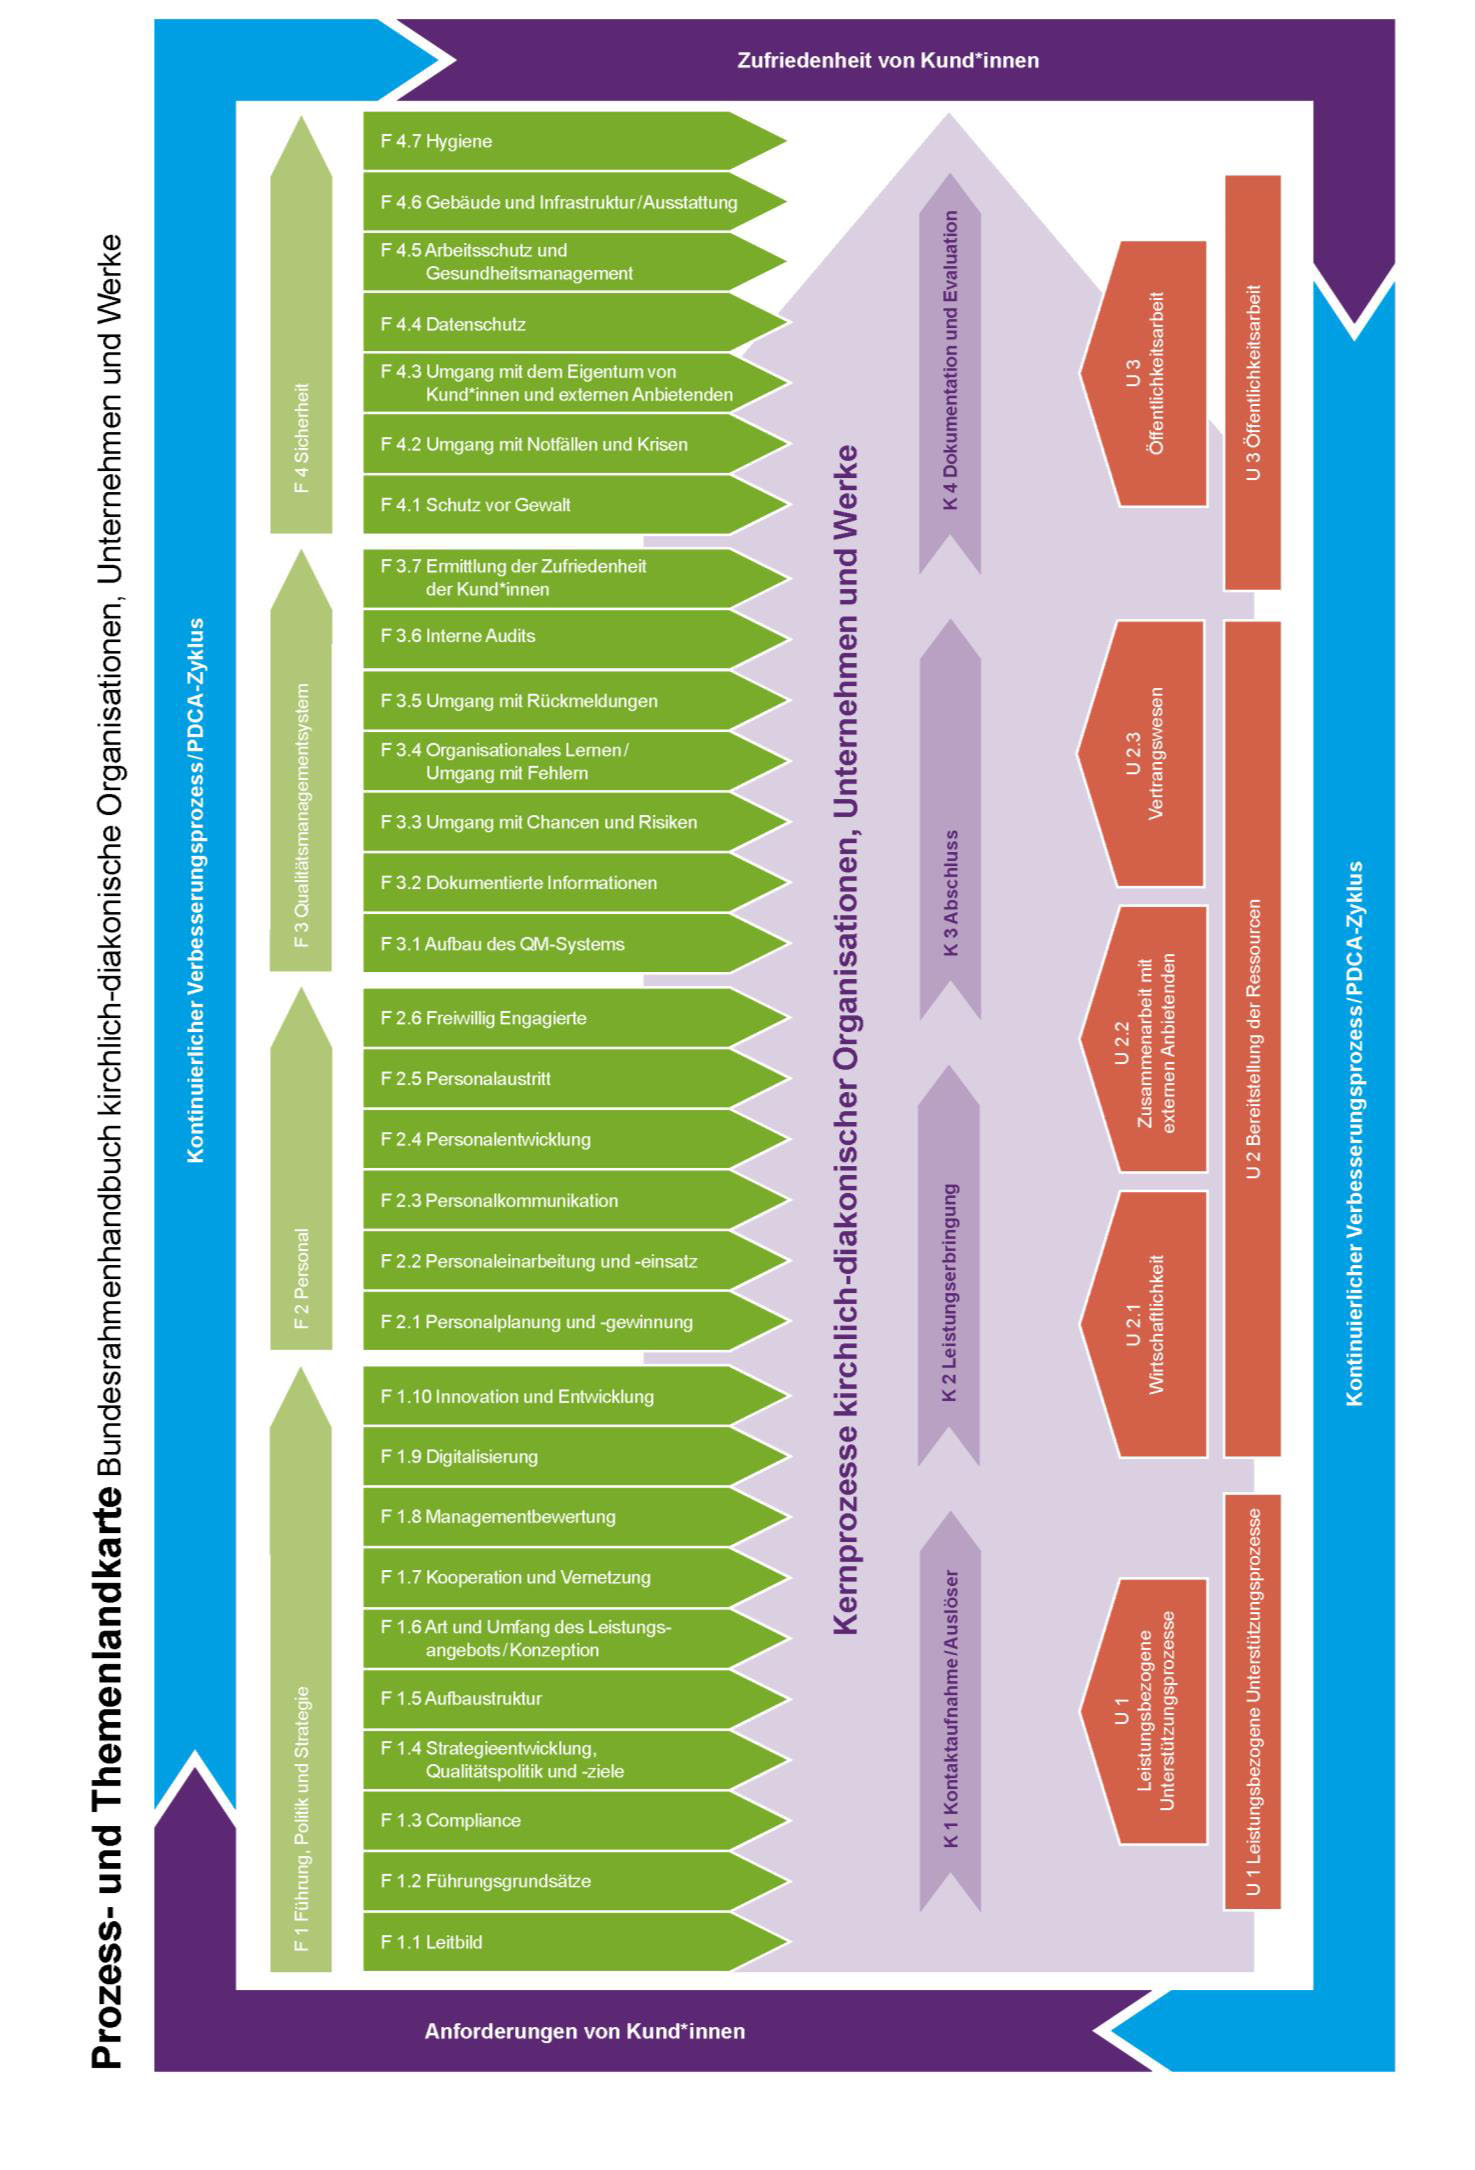 Prozess- und Themenlandkarte Bundesrahmenhandbuch kirchlich-diakonische Organisationen, Unternehmen und Werke
Zufriedenheit von Kund*innen
Kontinuierlicher Verbesserungsprozess/PDCA-Zyklus
F 4 Sicherheit
F 4.7 Hygiene
F 4.6 Gebäude und Infrastruktur/Ausstattung
F 4.5 Arbeitsschutz und
Gesundheitsmanagement
F 4.4 Datenschutz
F 4.3 Umgang mit dem Eigentum von
Kund*innen und externen Anbietenden
F 4.2 Umgang mit Notfällen und Krisen
F 4.1 Schutz vor Gewalt
F 3 Qualitätsmanagementsystem
F 3.7 Ermittlung der Zufriedenheit
der Kund*innen
F 3.6 Interne Audits
F 3.5 Umgang mit Rückmeldungen
F 3.4 Organisationales Lernen/
Umgang mit Fehlern
F 3.3 Umgang mit Chancen und Risiken
F 3.2 Dokumentierte Informationen
F 3.1 Aufbau des QM-Systems
F 2 Personal
F 2.6 Freiwillig Engagierte
F 2.5 Personalaustritt
F 2.4 Personalentwicklung
F 2.3 Personalkommunikation
F 2.2 Personaleinarbeitung und -einsatz
F 2.1 Personalplanung und -gewinnung
F 1 Führung, Politik und Strategie
F 1.10 Innovation und Entwicklung
F 1.9 Digitalisierung
F 1.8 Managementbewertung
F 1.7 Kooperation und Vernetzung
F 1.6 Art und Umfang des Leistungs-
angebots/Konzeption
F 1.5 Aufbaustruktur
F 1.4 Strategieentwicklung,
Qualitätspolitik und -ziele
F 1.3 Compliance
F 1.2 Führungsgrundsätze
F 1.1 Leitbild
Kernprozesse kirchlich-diakonischer Organisationen, Unternehmen und Werke
K 1 Kontaktaufnahme/Auslöser
K 2 Leistungserbringung
K 3 Abschluss
K 4 Dokumentation und Evaluation
U 1
Leistungsbezogene
Unterstützungsprozesse
U 2.1
Wirtschaftlichkeit
U 2.2
Zusammenarbeit mit
externen Anbietenden
U 2.3
Vertrangswesen
U 3
Öffentlichkeitsarbeit
U 1 Leistungsbezogene Unterstützungsprozesse
U 2 Bereitstellung der Ressourcen
U 3 Öffentlichkeitsarbeit
Kontinuierlicher Verbesserungsprozess/PDCA-Zyklus
Anforderungen von Kund*innen